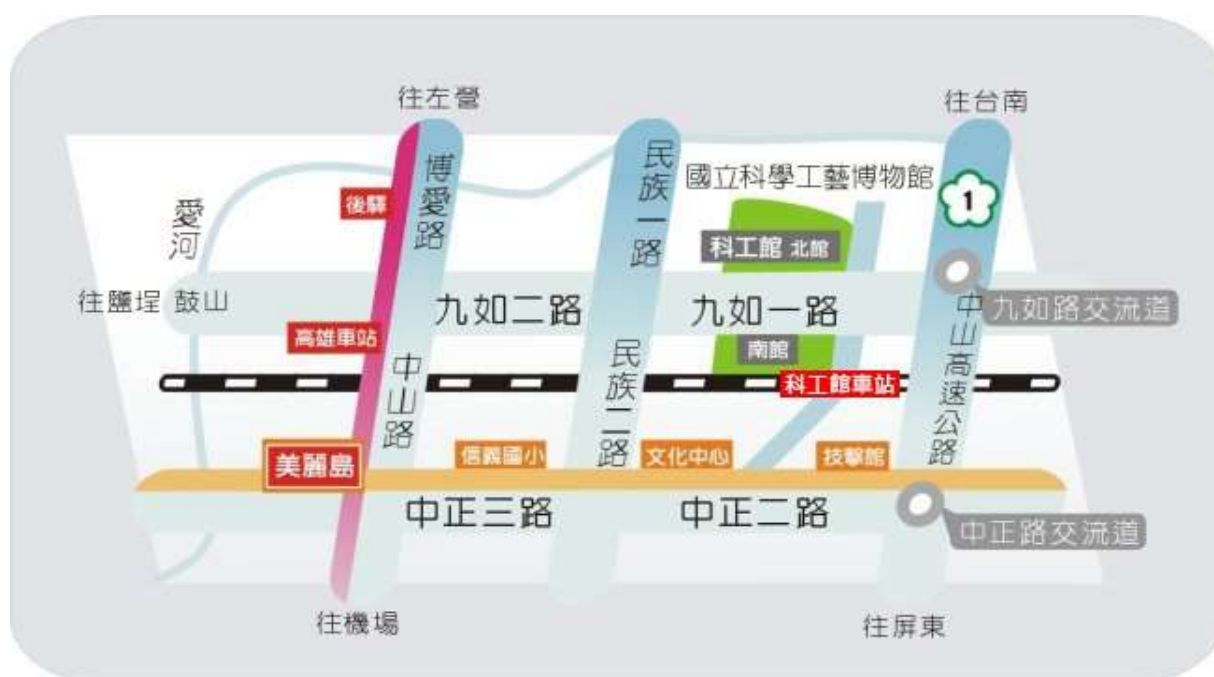 往左營
往台南
博愛路
民族一路
國立科學工藝博物館
1
後驛
愛河
科工館 北館
往鹽埕 鼓山
九如二路
九如一路
九如路交流道
高雄車站
南館
中山路
民族二路
科工館車站
中山高速公路
美麗島
信義國小
文化中心
技擊館
中正三路
中正二路
中正路交流道
往機場
往屏東